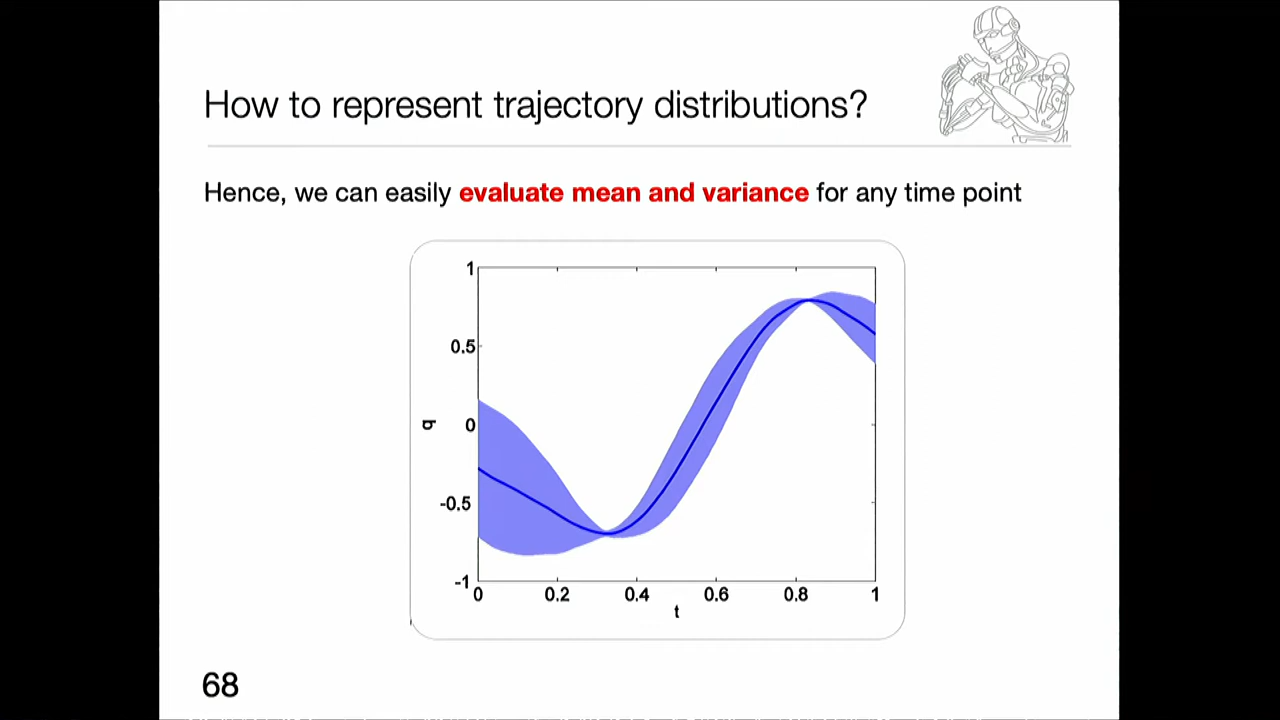 How to represent trajectory distributions?
Hence, we can easily evaluate mean and variance for any time point
1
0.5
0
-0.5
-1
q
0 0.2 0.4 0.6 0.8 1
t
68